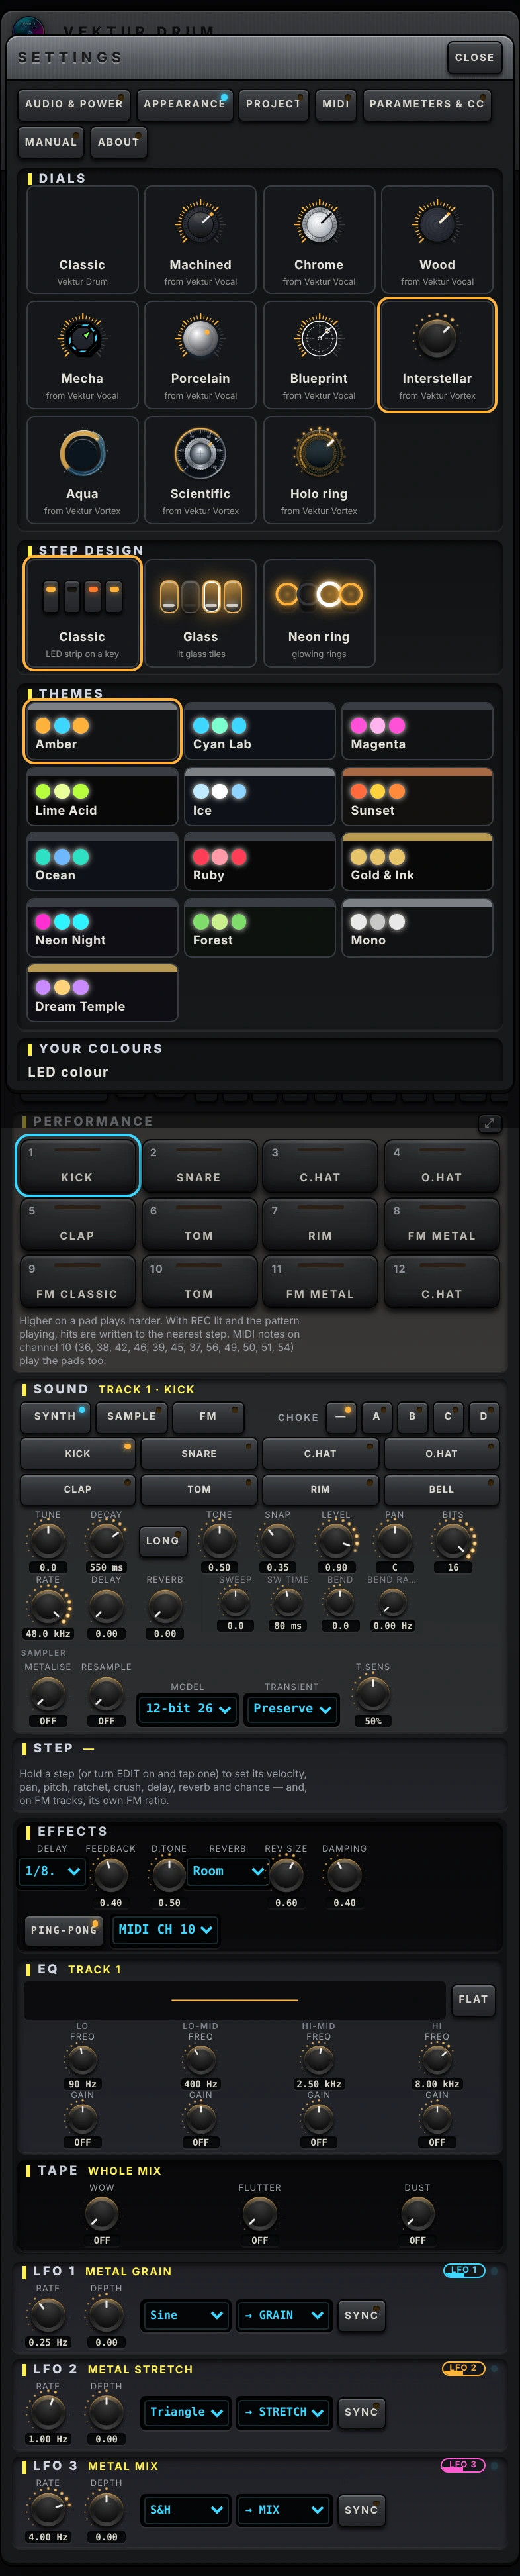 VEKTUR DRUM
SETTINGS
CLOSE
AUDIO & POWER
APPEARANCE
PROJECT
MIDI
PARAMETERS & CC
MANUAL
ABOUT
DIALS
Classic
Vektur Drum
Machined
from Vektur Vocal
Chrome
from Vektur Vocal
Wood
from Vektur Vocal
Mecha
from Vektur Vocal
Porcelain
from Vektur Vocal
Blueprint
from Vektur Vocal
Interstellar
from Vektur Vortex
Aqua
from Vektur Vortex
Scientific
from Vektur Vortex
Holo ring
from Vektur Vortex
STEP DESIGN
Classic
LED strip on a key
Glass
lit glass tiles
Neon ring
glowing rings
THEMES
Amber
Cyan Lab
Magenta
Lime Acid
Ice
Sunset
Ocean
Ruby
Gold & Ink
Neon Night
Forest
Mono
Dream Temple
YOUR COLOURS
LED colour
PERFORMANCE
1
KICK
2
SNARE
3
C.HAT
4
O.HAT
5
CLAP
6
TOM
7
RIM
8
FM METAL
9
FM CLASSIC
10
TOM
11
FM METAL
12
C.HAT
Higher on a pad plays harder. With REC lit and the pattern
playing, hits are written to the nearest step. MIDI notes on
channel 10 (36, 38, 42, 46, 39, 45, 37, 56, 49, 50, 51, 54)
play the pads too.
SOUND TRACK 1 · KICK
SYNTH
SAMPLE
FM
CHOKE
—
A
B
C
D
KICK
SNARE
C.HAT
O.HAT
CLAP
TOM
RIM
BELL
TUNE
0.0
DECAY
550 ms
LONG
TONE
0.50
SNAP
0.35
LEVEL
0.90
PAN
C
BITS
16
RATE
48.0 kHz
DELAY
0.00
REVERB
0.00
SWEEP
0.0
SW TIME
80 ms
BEND
0.0
BEND RA...
0.00 Hz
SAMPLER
METALISE
OFF
RESAMPLE
OFF
MODEL
12-bit 26
TRANSIENT
Preserve
T.SENS
50%
STEP —
Hold a step (or turn EDIT on and tap one) to set its velocity,
pan, pitch, ratchet, crush, delay, reverb and chance — and,
on FM tracks, its own FM ratio.
EFFECTS
DELAY
1/8.
FEEDBACK
0.40
D.TONE
0.50
REVERB
Room
REV SIZE
0.60
DAMPING
0.40
PING-PONG
MIDI CH 10
EQ TRACK 1
FLAT
LO
FREQ
90 Hz
GAIN
OFF
LO-MID
FREQ
400 Hz
GAIN
OFF
HI-MID
FREQ
2.50 kHz
GAIN
OFF
HI
FREQ
8.00 kHz
GAIN
OFF
TAPE WHOLE MIX
WOW
OFF
FLUTTER
OFF
DUST
OFF
LFO 1 METAL GRAIN
LFO 1
RATE
0.25 Hz
DEPTH
0.00
Sine
→ GRAIN
SYNC
LFO 2 METAL STRETCH
LFO 2
RATE
1.00 Hz
DEPTH
0.00
Triangle
→ STRETCH
SYNC
LFO 3 METAL MIX
LFO 3
RATE
4.00 Hz
DEPTH
0.00
S&H
→ MIX
SYNC